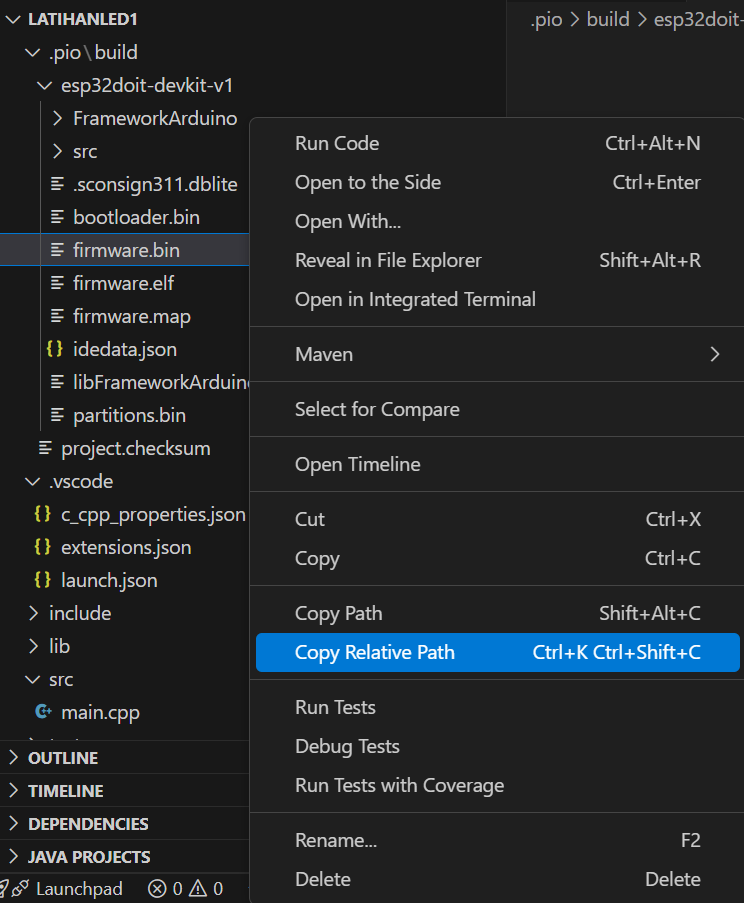 LATIHANLED1
.pio > build > esp32doit-
.pio\build
esp32doit-devkit-v1
FrameworkArduino
src
.sconsign311.dblite
bootloader.bin
firmware.bin
firmware.elf
firmware.map
{} idedata.json
libFrameworkArduino
partitions.bin
project.checksum
.vscode
{} c_cpp_properties.json
{} extensions.json
{} launch.json
include
lib
src
main.cpp
OUTLINE
TIMELINE
DEPENDENCIES
JAVA PROJECTS
Launchpad 0 0
Run Code Ctrl+Alt+N
Open to the Side Ctrl+Enter
Open With...
Reveal in File Explorer Shift+Alt+R
Open in Integrated Terminal
Maven
Select for Compare
Open Timeline
Cut Ctrl+X
Copy Ctrl+C
Copy Path Shift+Alt+C
Copy Relative Path Ctrl+K Ctrl+Shift+C
Run Tests
Debug Tests
Run Tests with Coverage
Rename... F2
Delete Delete